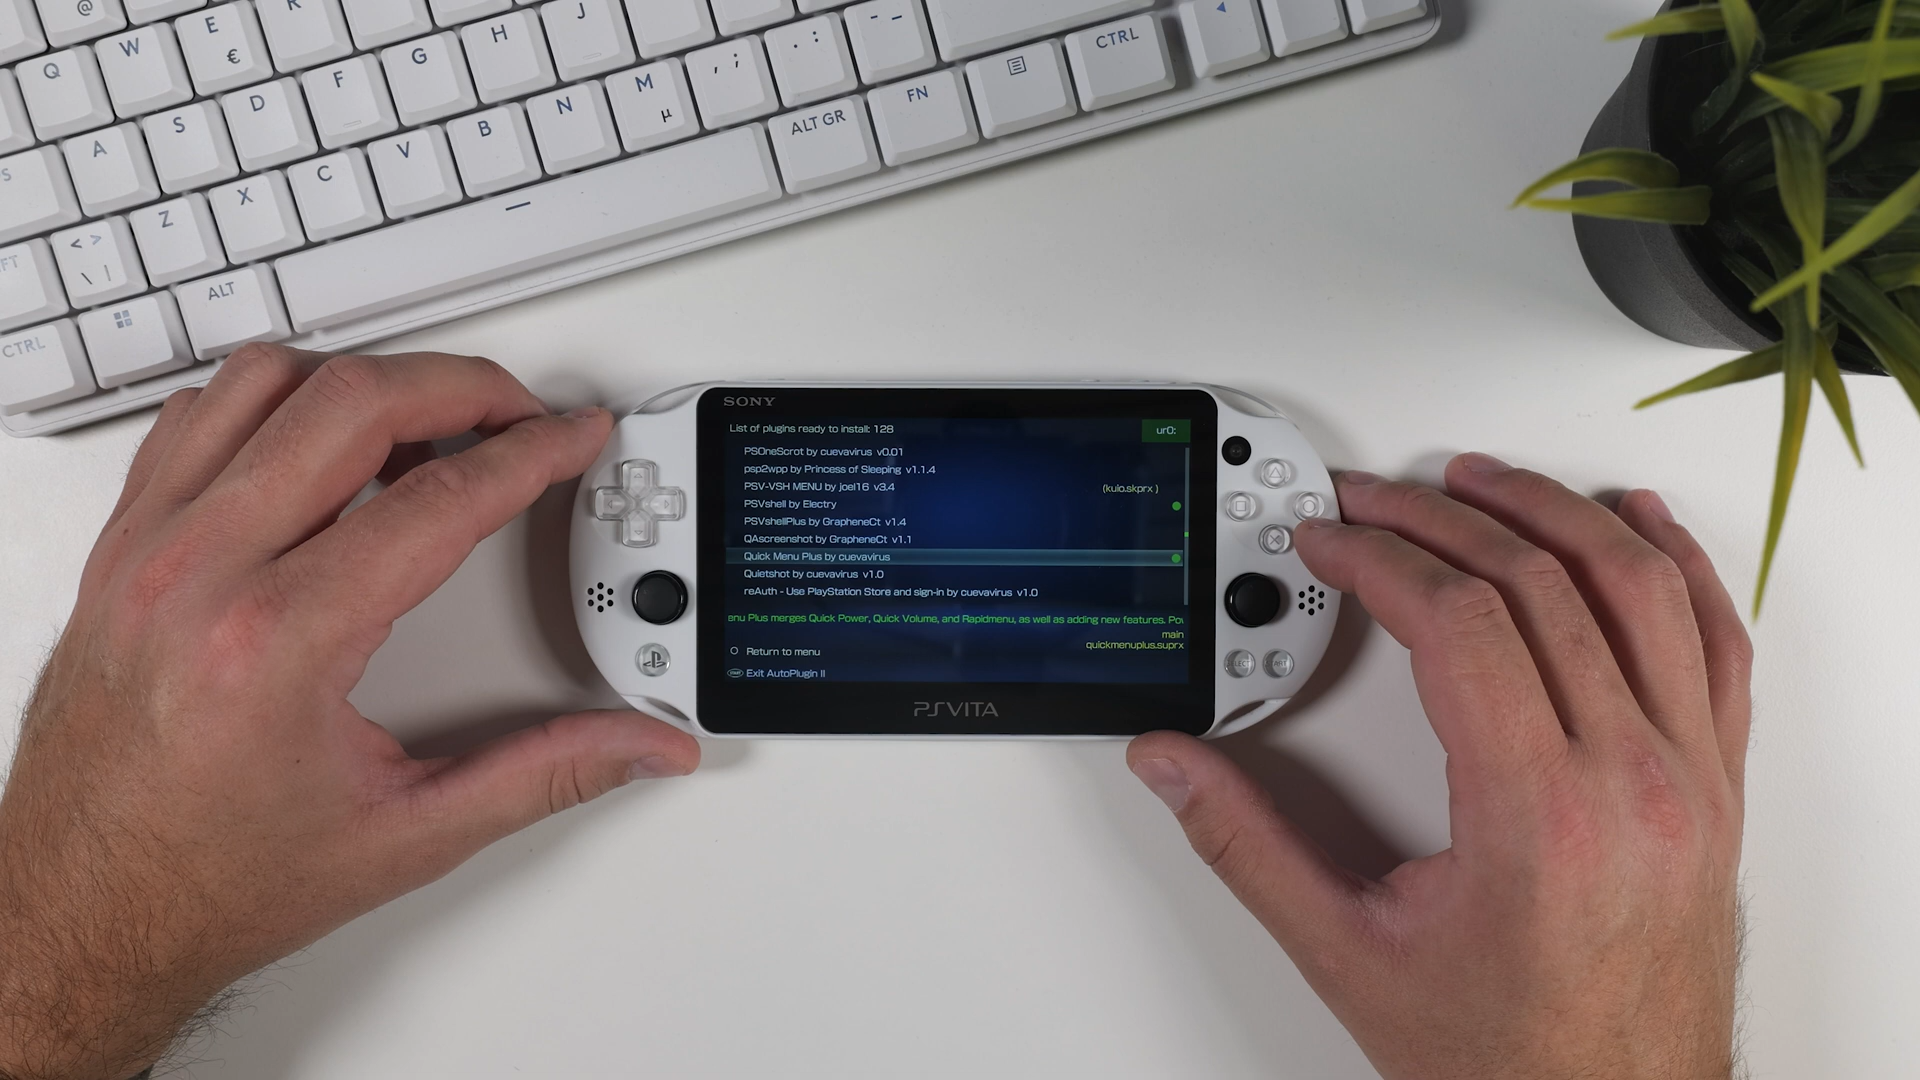 @
Q W E € R
J
H
G
F
D
S
A
- _
. :
, ;
M µ
N
B
V
C
X
Z
< >
\ |
CTRL
FN
ALT GR
ALT
CTRL
SONY
List of plugins ready to install: 128
ur0:
PSOneScrot by cuevavirus v0.01
psp2wpp by Princess of Sleeping v1.1.4
PSV-VSH MENU by joel16 v3.4 (kuio.skprx )
PSVshell by Electry
PSVshellPlus by GrapheneCt v1.4
QAscreenshot by GrapheneCt v1.1
Quick Menu Plus by cuevavirus
Quietshot by cuevavirus v1.0
reAuth - Use PlayStation Store and sign-in by cuevavirus v1.0
enu Plus merges Quick Power, Quick Volume, and Rapidmenu, as well as adding new features. Pow
main
quickmenuplus.suprx
O Return to menu
START Exit AutoPlugin II
SELECT START
PSVITA